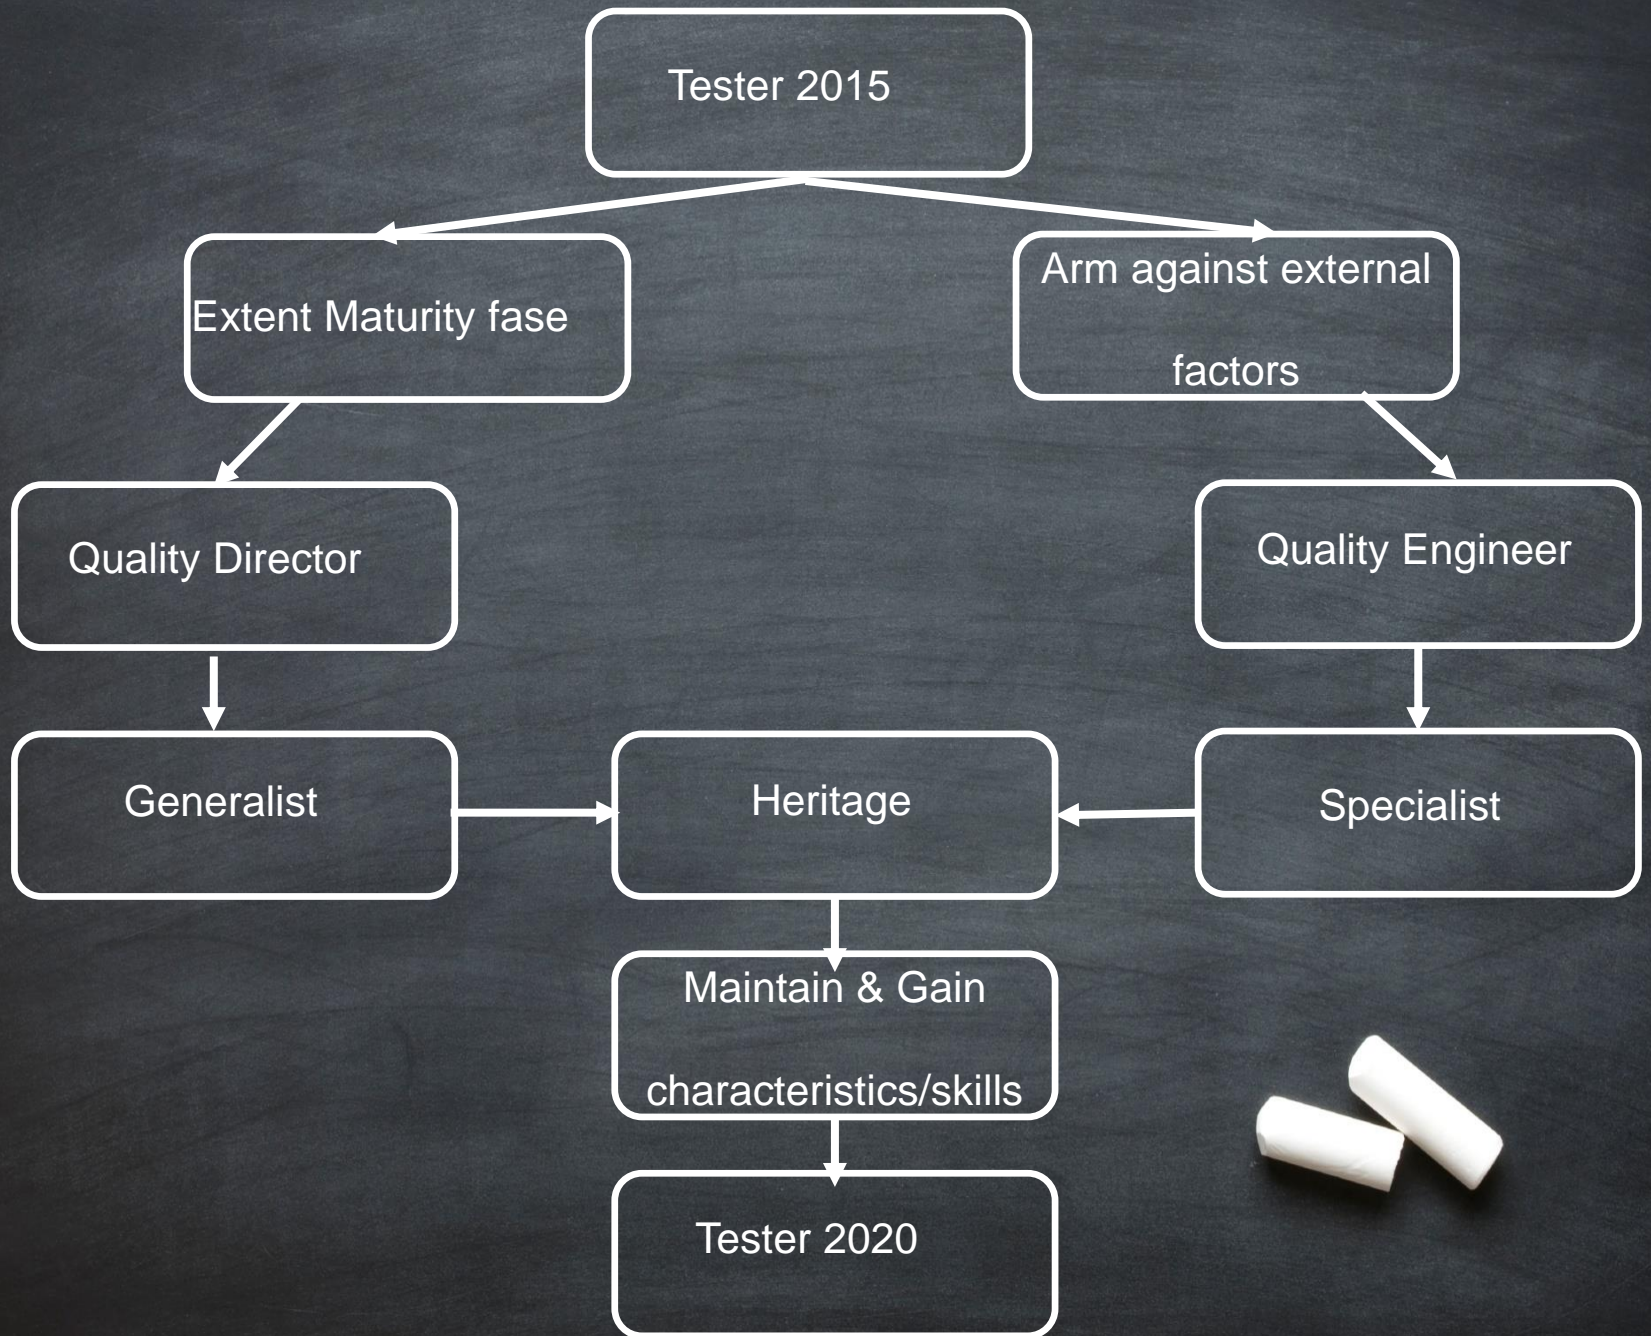 Tester 2015
Extent Maturity fase
Arm against external
factors
Quality Director
Quality Engineer
Generalist
Heritage
Specialist
Maintain & Gain
characteristics/skills
Tester 2020